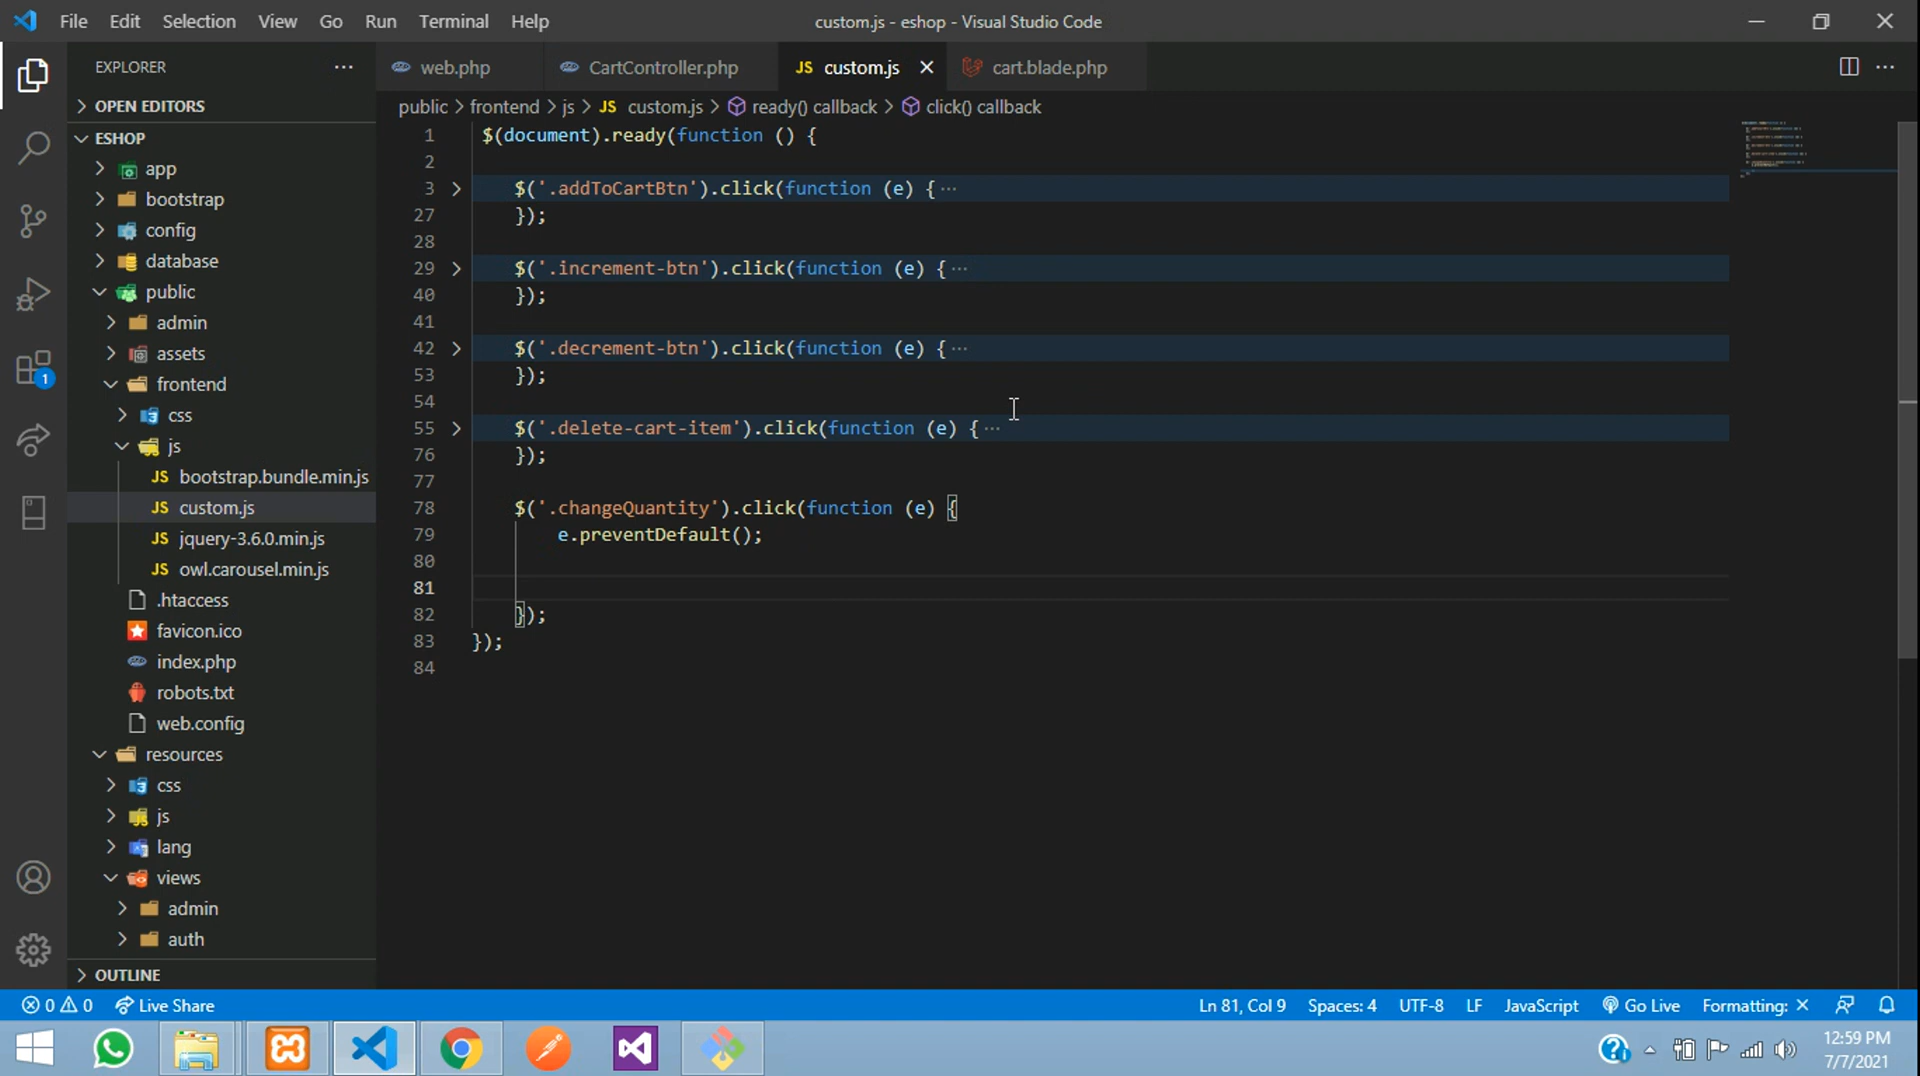 File Edit Selection View Go Run Terminal Help
custom.js - eshop - Visual Studio Code
EXPLORER
web.php
CartController.php
JS custom.js
cart.blade.php
OPEN EDITORS
public > frontend > js > JS custom.js > ready() callback > click() callback
ESHOP
app
bootstrap
config
database
public
admin
assets
frontend
css
js
JS bootstrap.bundle.min.js
JS custom.js
JS jquery-3.6.0.min.js
JS owl.carousel.min.js
.htaccess
favicon.ico
index.php
robots.txt
web.config
resources
css
js
lang
views
admin
auth
OUTLINE
1 $(document).ready(function () {
2
3 $('.addToCartBtn').click(function (e) {···
27 });
28
29 $('.increment-btn').click(function (e) {···
40 });
41
42 $('.decrement-btn').click(function (e) {···
53 });
54
55 $('.delete-cart-item').click(function (e) {···
76 });
77
78 $('.changeQuantity').click(function (e) {
79 e.preventDefault();
80
81
82 });
83 });
84
1
0 0 Live Share
Ln 81, Col 9 Spaces: 4 UTF-8 LF JavaScript Go Live Formatting: ×
12:59 PM
7/7/2021